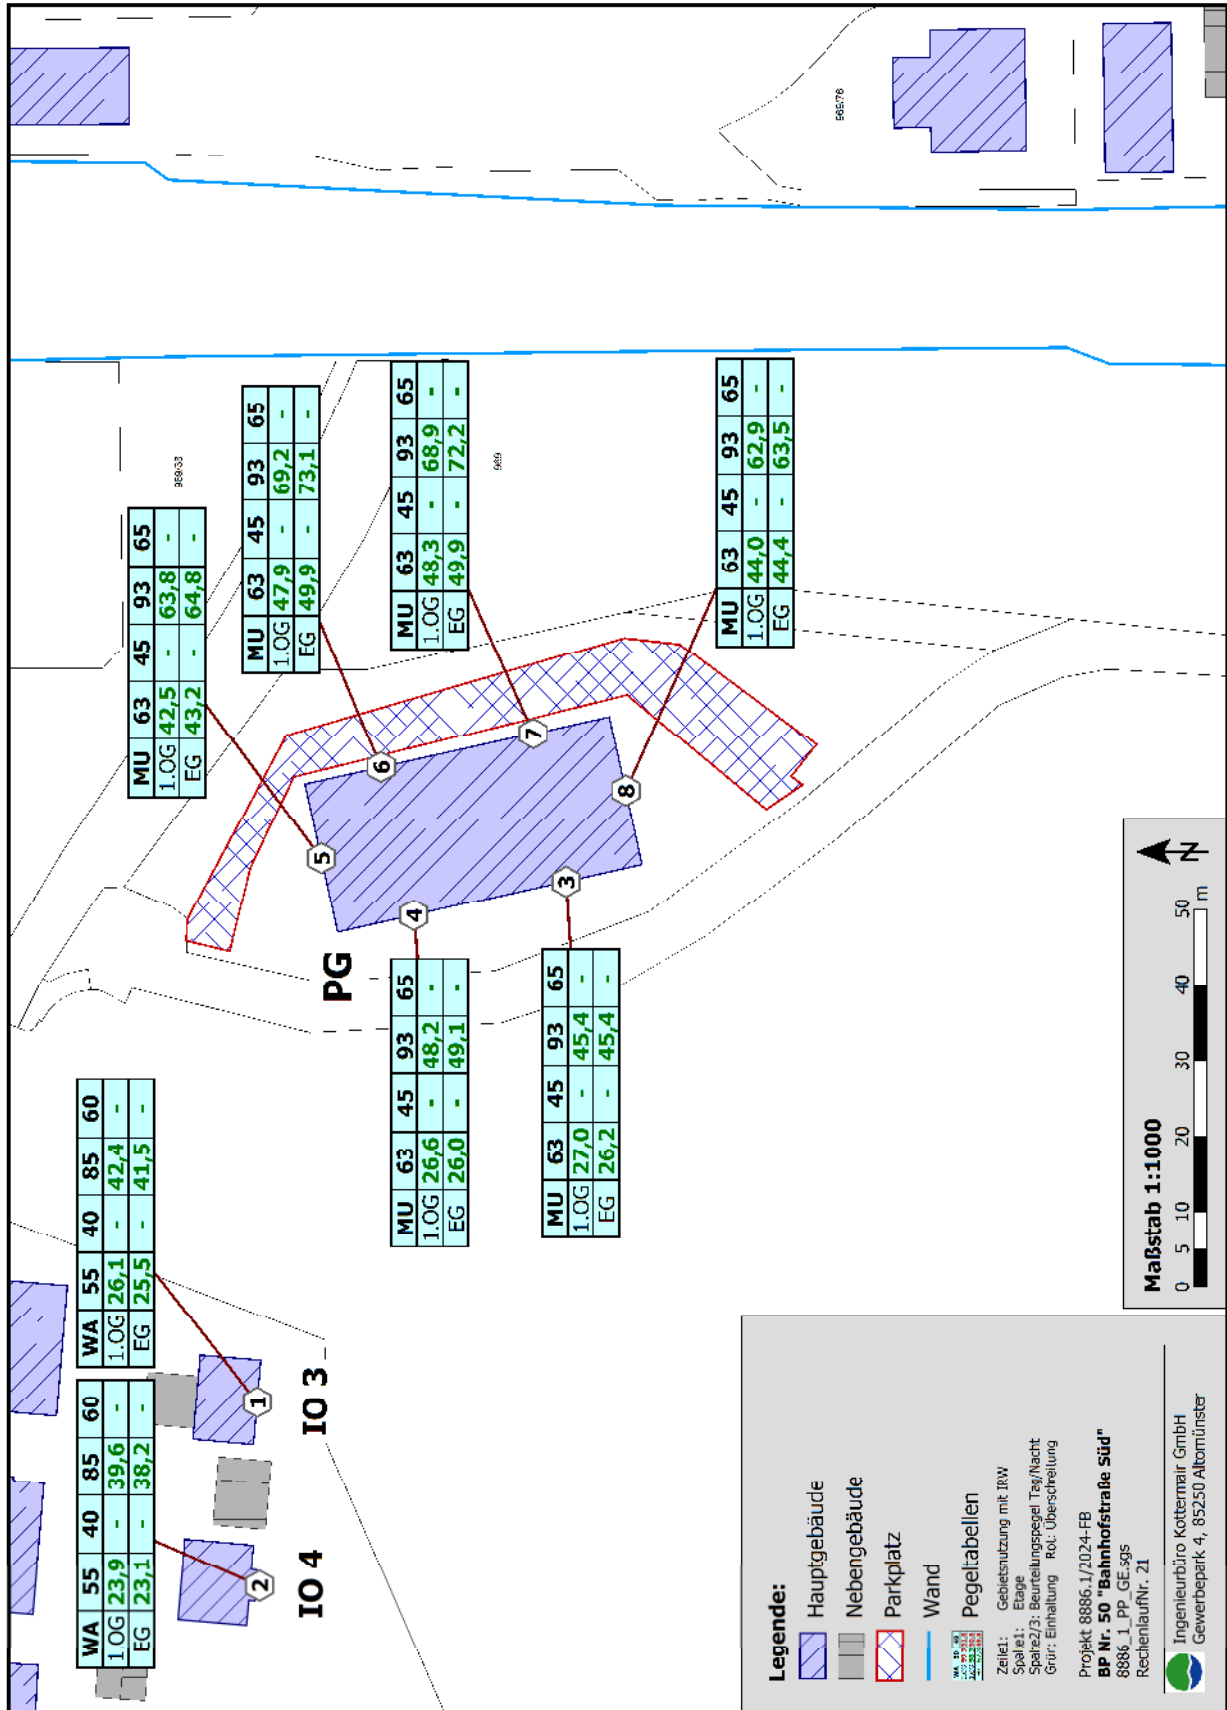 WA 55 40 85 60
1.OG 23,9 - 39,6 -
EG 23,1 - 38,2 -
WA 55 40 85 60
1.OG 26,1 - 42,4 -
EG 25,5 - 41,5 -
MU 63 45 93 65
1.OG 42,5 - 63,8 -
EG 43,2 - 64,8 -
MU 63 45 93 65
1.OG 47,9 - 69,2 -
EG 49,9 - 73,1 -
MU 63 45 93 65
1.OG 26,6 - 48,2 -
EG 26,0 - 49,1 -
MU 63 45 93 65
1.OG 48,3 - 68,9 -
EG 49,9 - 72,2 -
MU 63 45 93 65
1.OG 27,0 - 45,4 -
EG 26,2 - 45,4 -
MU 63 45 93 65
1.OG 44,0 - 62,9 -
EG 44,4 - 63,5 -
2
1
5
4
6
3
7
8
IO 4
IO 3
PG
969/33
969
969/76
Legende:
Hauptgebäude
Nebengebäude
Parkplatz
Wand
Pegeltabellen
Zeile1: Gebietsnutzung mit IRW
Spalte1: Etage
Spalte2/3: Beurteilungspegel Tag/Nacht
Grün: Einhaltung Rot: Überschreitung
Projekt 8886.1/2024-FB
BP Nr. 50 "Bahnhofstraße Süd"
8886_1_PP_GE.sgs
RechenlaufNr. 21
Ingenieurbüro Kottermair GmbH
Gewerbepark 4, 85250 Altomünster
Maßstab 1:1000
0 5 10 20 30 40 50
m
N